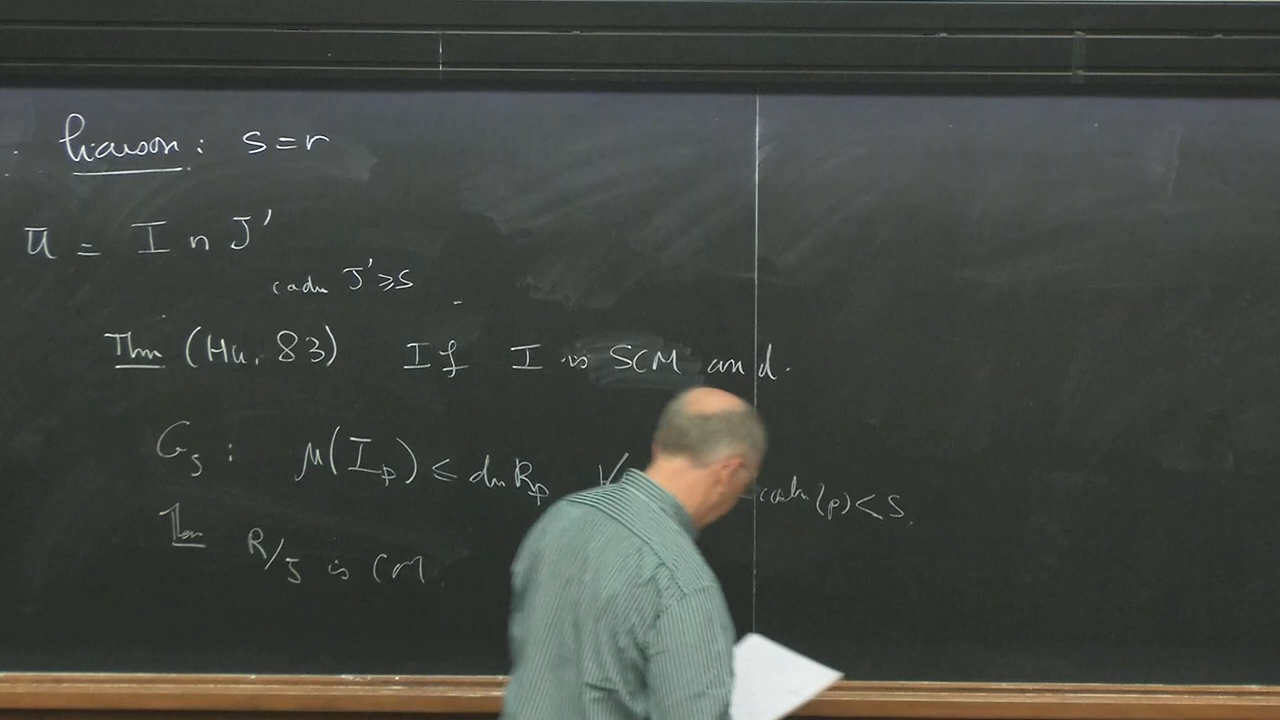 liaison: s=r
𝔘 = I ∩ J'
codim J' ≥ s
Thm (Hu, 83) If I is SCM and
G_s: μ(I_p) ≤ dim R_p ∀ codim(p) < s.
Then R/J is CM.